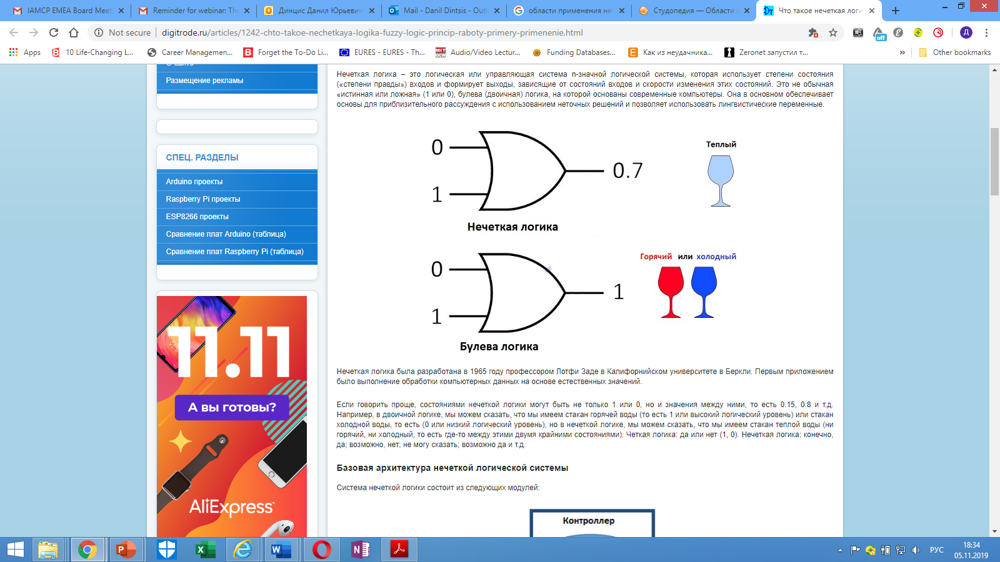 IAMCP EMEA Board Meet
Reminder for webinar: Th
Динцис Данил Юрьевич
Mail - Danil Dintsis - Outl
области применения не
Студопедия — Области
Что такое нечеткая логи
Not secure | digitrode.ru/articles/1242-chto-takoe-nechetkaya-logika-fuzzy-logic-princip-raboty-primery-primenenie.html
off
Д
Apps
10 Life-Changing L...
Career Managemen...
Forget the To-Do Li...
EURES - EURES - Th...
MIT OCW
Audio/Video Lectur...
Funding Databases...
Как из неудачника...
Zeronet запустил т...
»
Other bookmarks
О сайте
Размещение рекламы
СПЕЦ. РАЗДЕЛЫ
Arduino проекты
Raspberry Pi проекты
ESP8266 проекты
Сравнение плат Arduino (таблица)
Сравнение плат Raspberry Pi (таблица)
11.11
А вы готовы?
AliExpress
Нечеткая логика – это логическая или управляющая система n-значной логической системы, которая использует степени состояния
(«степени правды») входов и формирует выходы, зависящие от состояний входов и скорости изменения этих состояний. Это не обычная
«истинная или ложная» (1 или 0), булева (двоичная) логика, на которой основаны современные компьютеры. Она в основном обеспечивает
основы для приблизительного рассуждения с использованием неточных решений и позволяет использовать лингвистические переменные.
0
1
0.7
Теплый
Нечеткая логика
0
1
1
Горячий или холодный
Булева логика
Нечеткая логика была разработана в 1965 году профессором Лотфи Заде в Калифорнийском университете в Беркли. Первым приложением
было выполнение обработки компьютерных данных на основе естественных значений.
Если говорить проще, состояниями нечеткой логики могут быть не только 1 или 0, но и значения между ними, то есть 0.15, 0.8 и т.д.
Например, в двоичной логике, мы можем сказать, что мы имеем стакан горячей воды (то есть 1 или высокий логический уровень) или стакан
холодной воды, то есть (0 или низкий логический уровень), но в нечеткой логике, мы можем сказать, что мы имеем стакан теплой воды (ни
горячий, ни холодный, то есть где-то между этими двумя крайними состояниями). Четкая логика: да или нет (1, 0). Нечеткая логика: конечно,
да; возможно, нет; не могу сказать; возможно да и т.д.
Базовая архитектура нечеткой логической системы
Система нечеткой логики состоит из следующих модулей:
Контроллер
РУС
18:34
05.11.2019